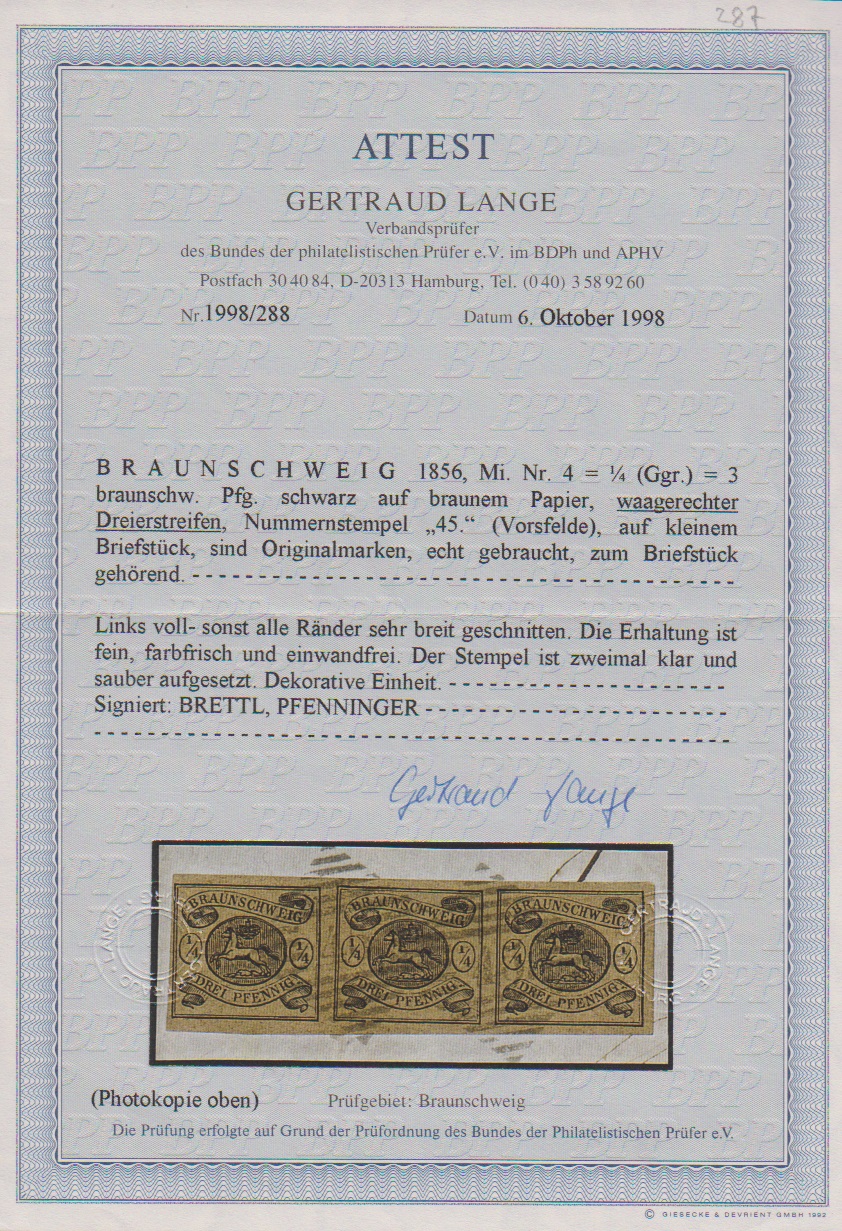 287
ATTEST
GERTRAUD LANGE
Verbandsprüfer
des Bundes der philatelistischen Prüfer e.V. im BDPh und APHV
Postfach 30 40 84, D-20313 Hamburg, Tel. (0 40) 3 58 92 60
Nr. 1998/288 Datum 6. Oktober 1998
B R A U N S C H W E I G 1856, Mi. Nr. 4 = ¼ (Ggr.) = 3
braunschw. Pfg. schwarz auf braunem Papier, waagerechter
Dreierstreifen, Nummernstempel „45.“ (Vorsfelde), auf kleinem
Briefstück, sind Originalmarken, echt gebraucht, zum Briefstück
gehörend. - - - - - - - - - - - - - - - - - - - - - - - - - - - - - - - - - - - - - - - -
Links voll- sonst alle Ränder sehr breit geschnitten. Die Erhaltung ist
fein, farbfrisch und einwandfrei. Der Stempel ist zweimal klar und
sauber aufgesetzt. Dekorative Einheit. - - - - - - - - - - - - - - - - - - - - -
Signiert: BRETTL, PFENNINGER - - - - - - - - - - - - - - - - - - - - - - -
- - - - - - - - - - - - - - - - - - - - - - - - - - - - - - - - - - - - - - - - - - - - - - -
Gertraud Lange
BRAUNSCHWEIG BRAUNSCHWEIG BRAUNSCHWEIG
¼ ¼ ¼ ¼ ¼ ¼
DREI PFENNIG. DREI PFENNIG. DREI PFENNIG.
GERTRAUD LANGE
(Photokopie oben) Prüfgebiet: Braunschweig
Die Prüfung erfolgte auf Grund der Prüfordnung des Bundes der Philatelistischen Prüfer e.V.
© GIESECKE & DEVRIENT GMBH 1992